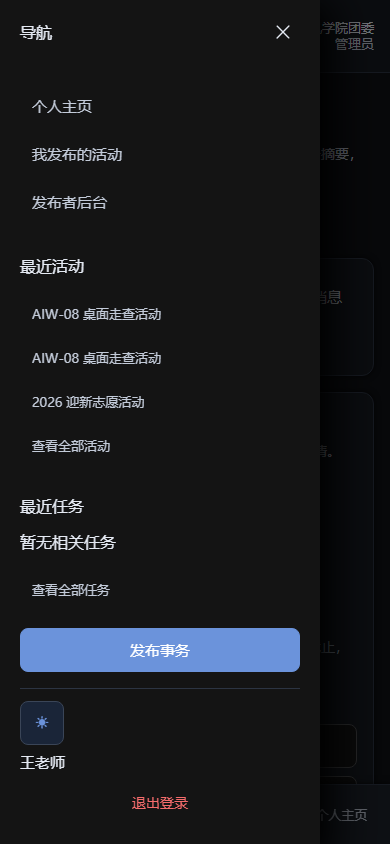 导航
学院团委
管理员
个人主页
我发布的活动
摘要，
发布者后台
最近活动
消息
AIW-08 桌面走查活动
AIW-08 桌面走查活动
2026 迎新志愿活动
查看全部活动
最近任务
暂无相关任务
查看全部任务
发布事务
止，
王老师
退出登录
个人主页